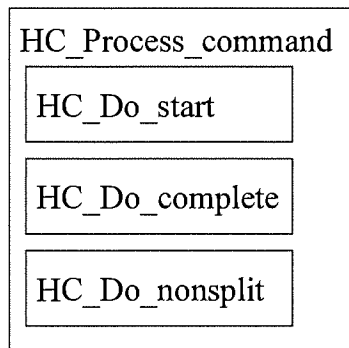 HC_Process_command
HC_Do_start
HC_Do_complete
HC_Do_nonsplit